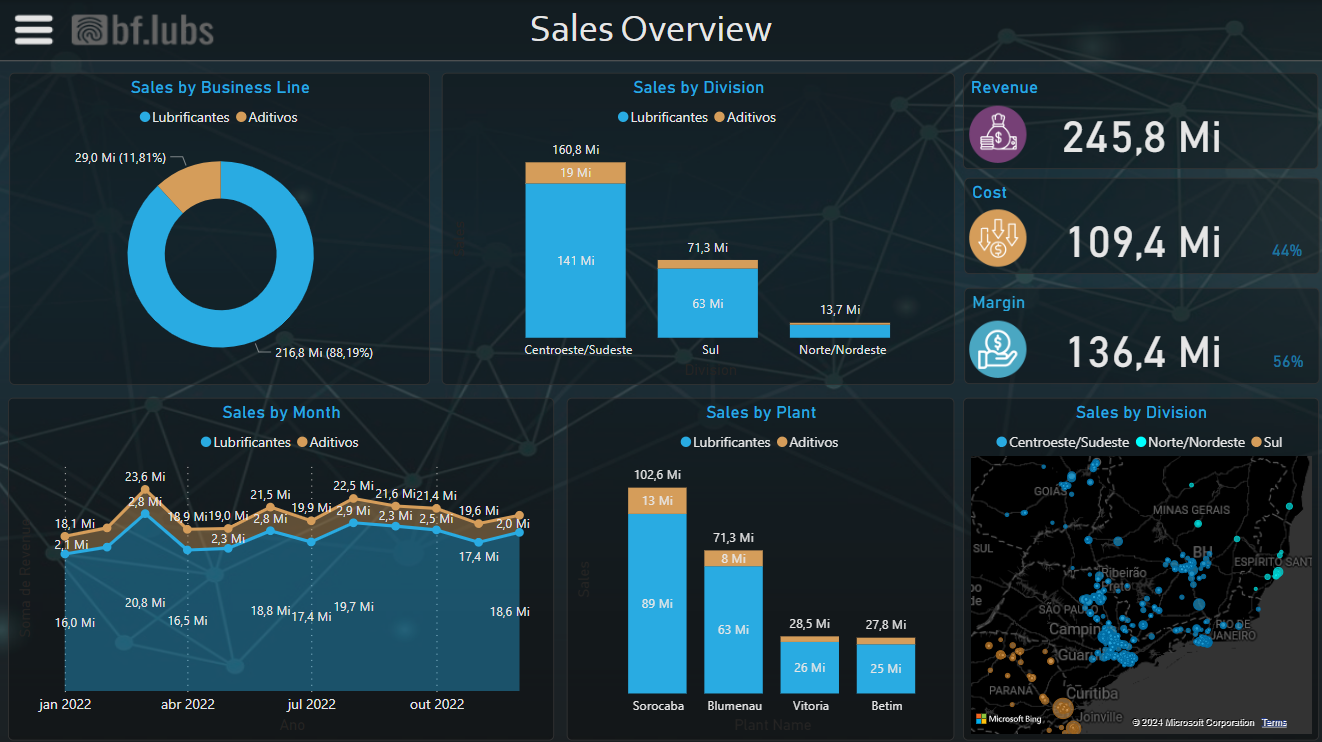 bf.lubs
Sales Overview
Sales by Business Line
Lubrificantes Aditivos
29,0 Mi (11,81%)
216,8 Mi (88,19%)
Sales by Division
Lubrificantes Aditivos
160,8 Mi
19 Mi
141 Mi
71,3 Mi
63 Mi
13,7 Mi
Centroeste/Sudeste Sul Norte/Nordeste
Division
Revenue
245,8 Mi
Cost
109,4 Mi
44%
Margin
136,4 Mi
56%
Sales by Month
Lubrificantes Aditivos
Soma de Revenue
23,6 Mi
22,5 Mi
21,5 Mi
21,6 Mi
21,4 Mi
19,9 Mi
19,6 Mi
18,1 Mi
18,9 Mi
19,0 Mi
2,8 Mi
2,8 Mi
2,9 Mi
2,3 Mi
2,5 Mi
2,0 Mi
2,1 Mi
2,3 Mi
17,4 Mi
20,8 Mi
18,8 Mi
19,7 Mi
17,4 Mi
18,6 Mi
16,0 Mi
16,5 Mi
jan 2022 abr 2022 jul 2022 out 2022
Ano
Sales by Plant
Lubrificantes Aditivos
Sales
102,6 Mi
13 Mi
89 Mi
71,3 Mi
8 Mi
63 Mi
28,5 Mi
26 Mi
27,8 Mi
25 Mi
Sorocaba Blumenau Vitoria Betim
Plant Name
Sales by Division
Centroeste/Sudeste Norte/Nordeste Sul
GOIÁS
MINAS GERAIS
SUL
BH
ESPÍRITO SANT
Ribeirão
Preto
SÃO PAULO
RIO DE
JANEIRO
Campin
Guar
PARANÁ
Curitiba
Joinville
Microsoft Bing
© 2024 Microsoft Corporation Terms